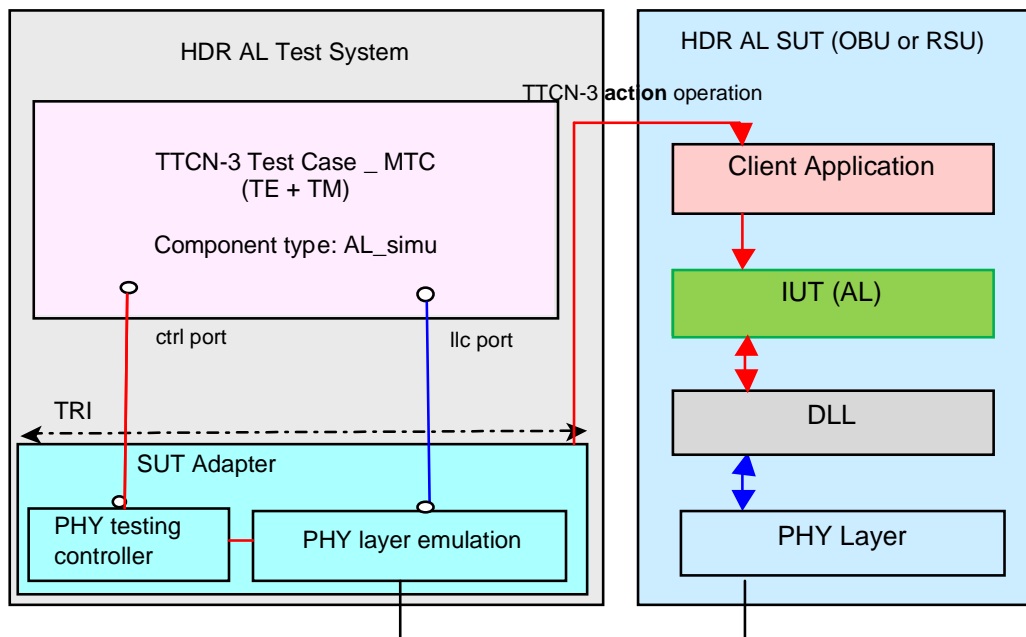 HDR AL Test System
TTCN-3 Test Case _ MTC
(TE + TM)
Component type: AL_simu
ctrl port
llc port
TRI
SUT Adapter
PHY testing
controller
PHY layer emulation
TTCN-3 action operation
HDR AL SUT (OBU or RSU)
Client Application
IUT (AL)
DLL
PHY Layer